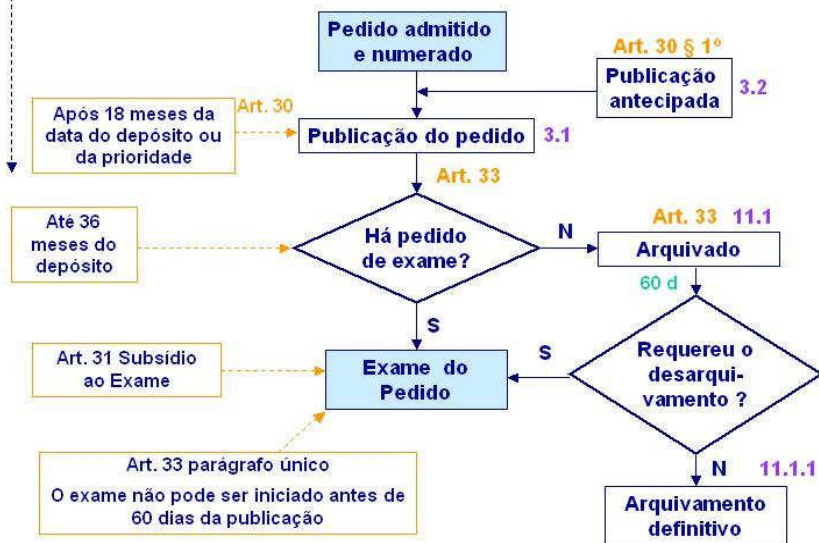 Pedido admitido
e numerado
Art. 30 § 1º
Publicação
antecipada
3.2
Após 18 meses da
data do depósito ou
da prioridade
Art. 30
Publicação do pedido
3.1
Art. 33
Até 36
meses do
depósito
Há pedido
de exame?
N
Art. 33
11.1
Arquivado
60 d
S
Art. 31 Subsídio
ao Exame
Exame do
Pedido
S
Requereu o
desarqui-
vamento ?
Art. 33 parágrafo único
O exame não pode ser iniciado antes de
60 dias da publicação
N
11.1.1
Arquivamento
definitivo